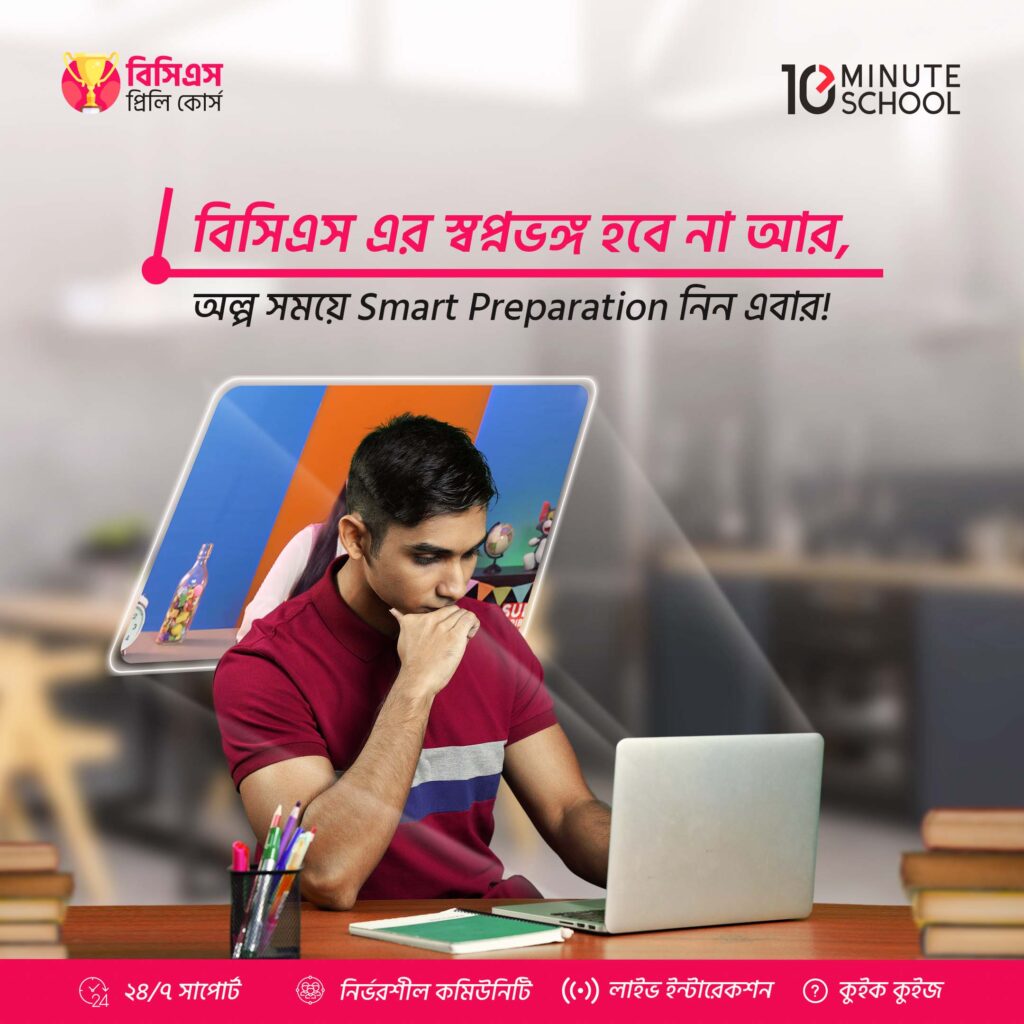 বিসিএস
প্রিলি কোর্স
10 MINUTE
SCHOOL
বিসিএস এর স্বপ্নভঙ্গ হবে না আর,
অল্প সময়ে Smart Preparation নিন এবার!
২৪/৭ সাপোর্ট
নির্ভরশীল কমিউনিটি
লাইভ ইন্টারেকশন
কুইক কুইজ